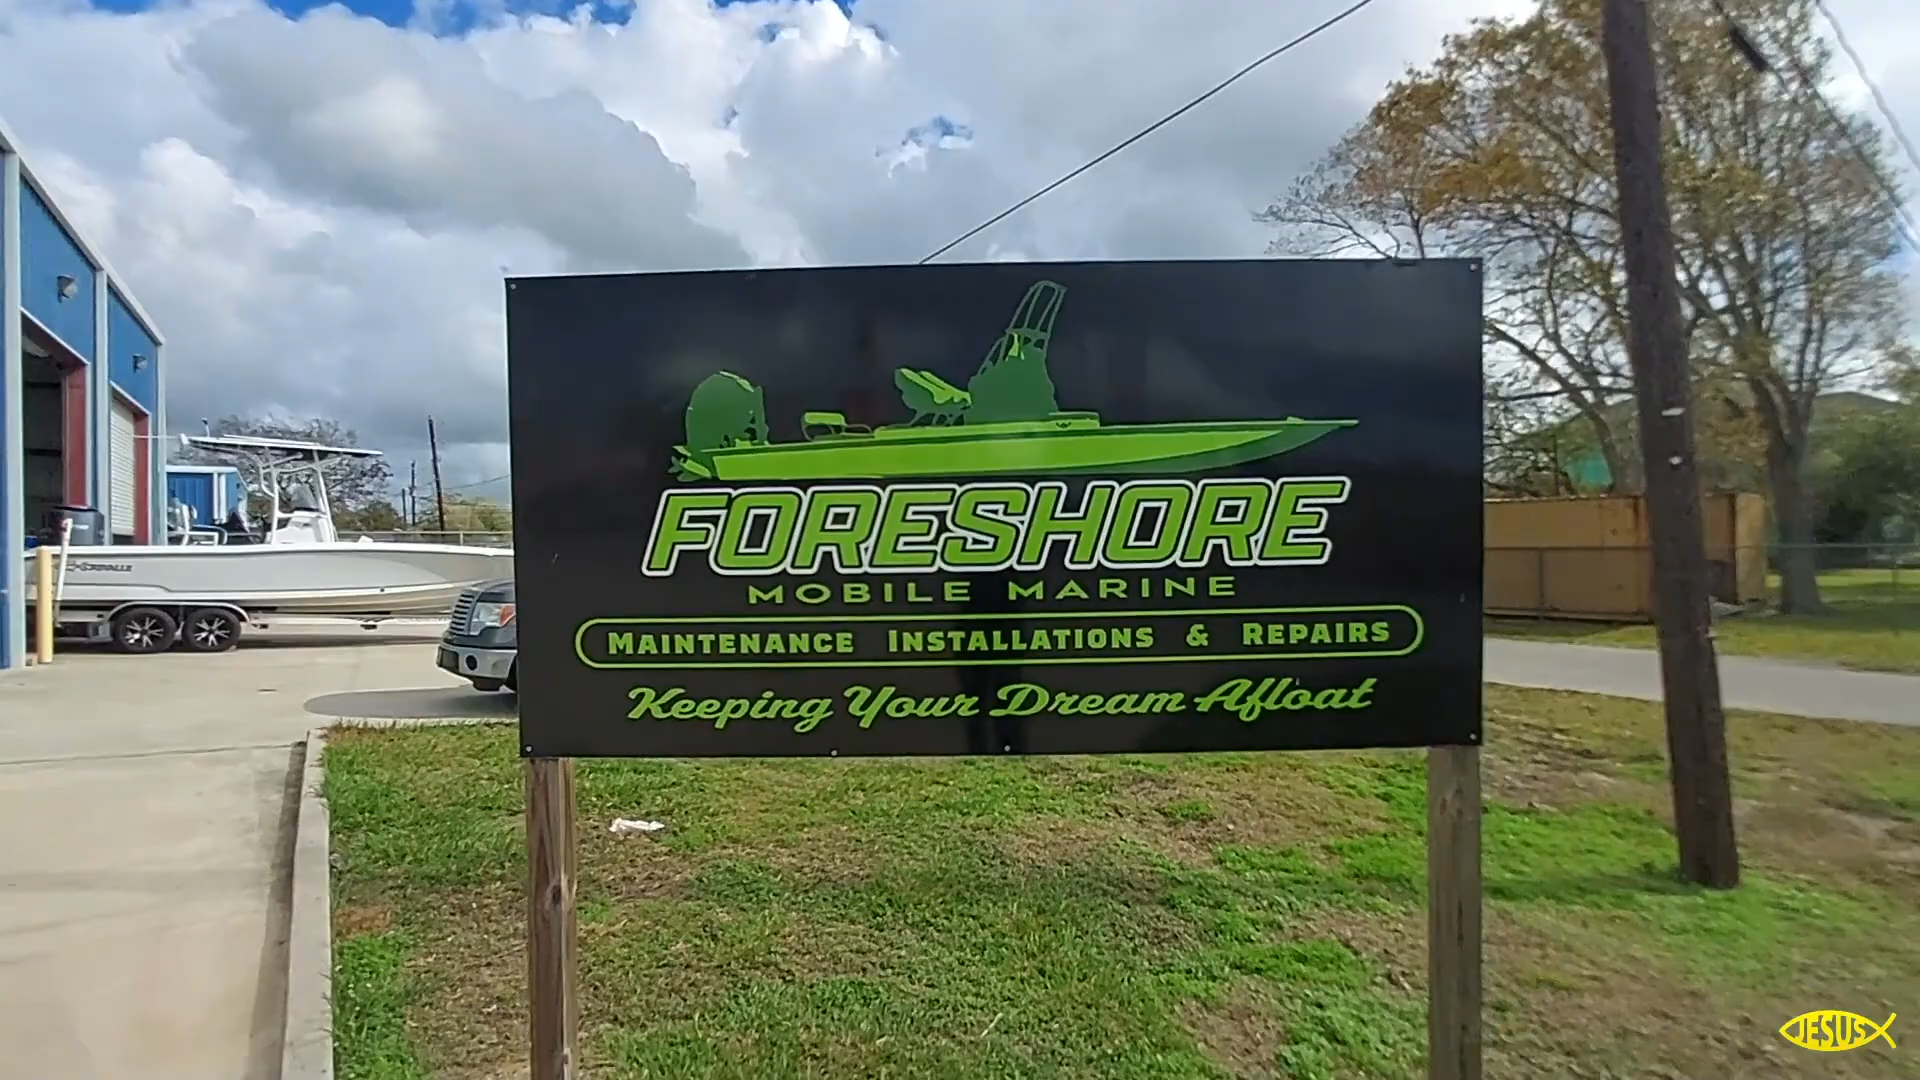 FORESHORE
MOBILE MARINE
MAINTENANCE INSTALLATIONS & REPAIRS
Keeping Your Dream Afloat
JESUS